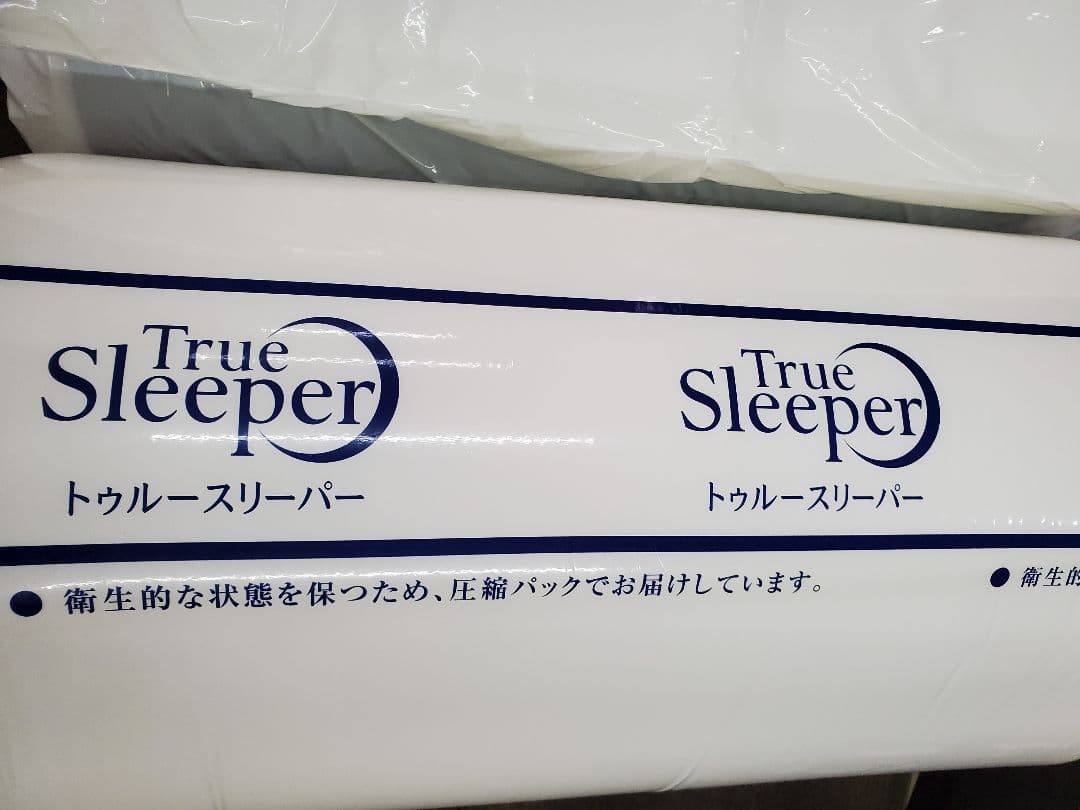 True
Sleeper
トゥルースリーパー
● 衛生的な状態を保つため、圧縮パックでお届けしています。
True
Sleeper
トゥルースリーパー
● 衛生的